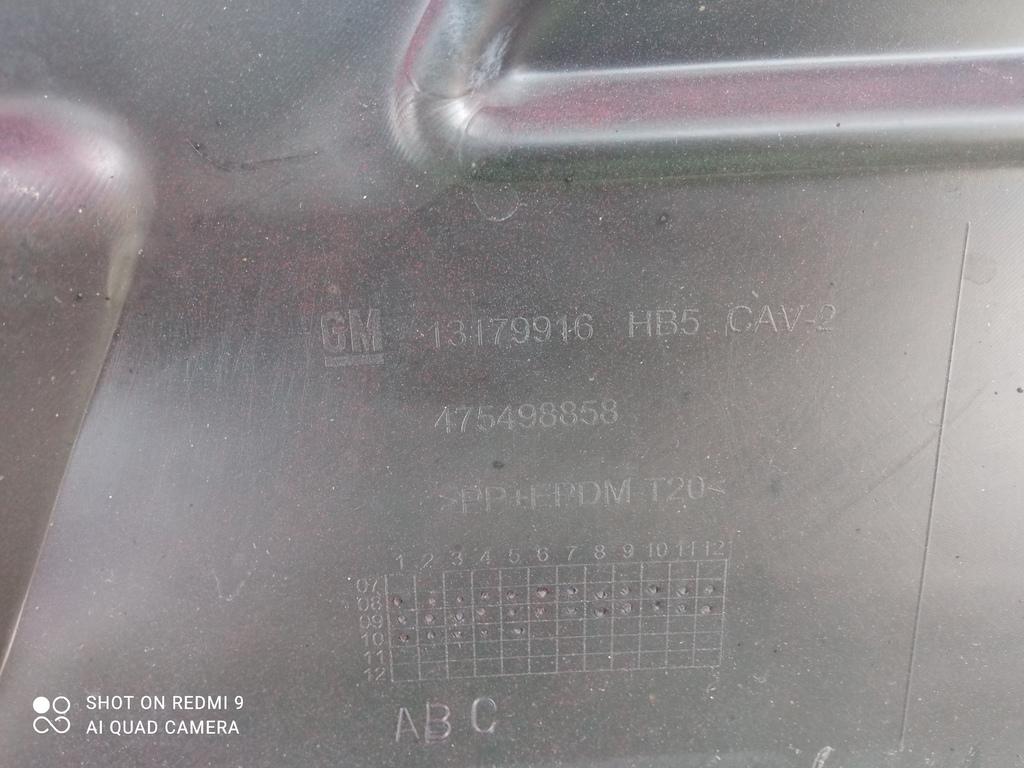 GM 13179916 HB5 CAV-2
475498858
>PP+EPDM T20<
1 2 3 4 5 6 7 8 9 10 11 12
07
08
09
10
11
12
AB C
SHOT ON REDMI 9
AI QUAD CAMERA